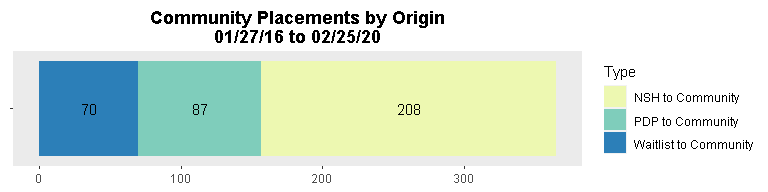 Community Placements by Origin
01/27/16 to 02/25/20
70 87 208
0 100 200 300
Type
NSH to Community
PDP to Community
Waitlist to Community